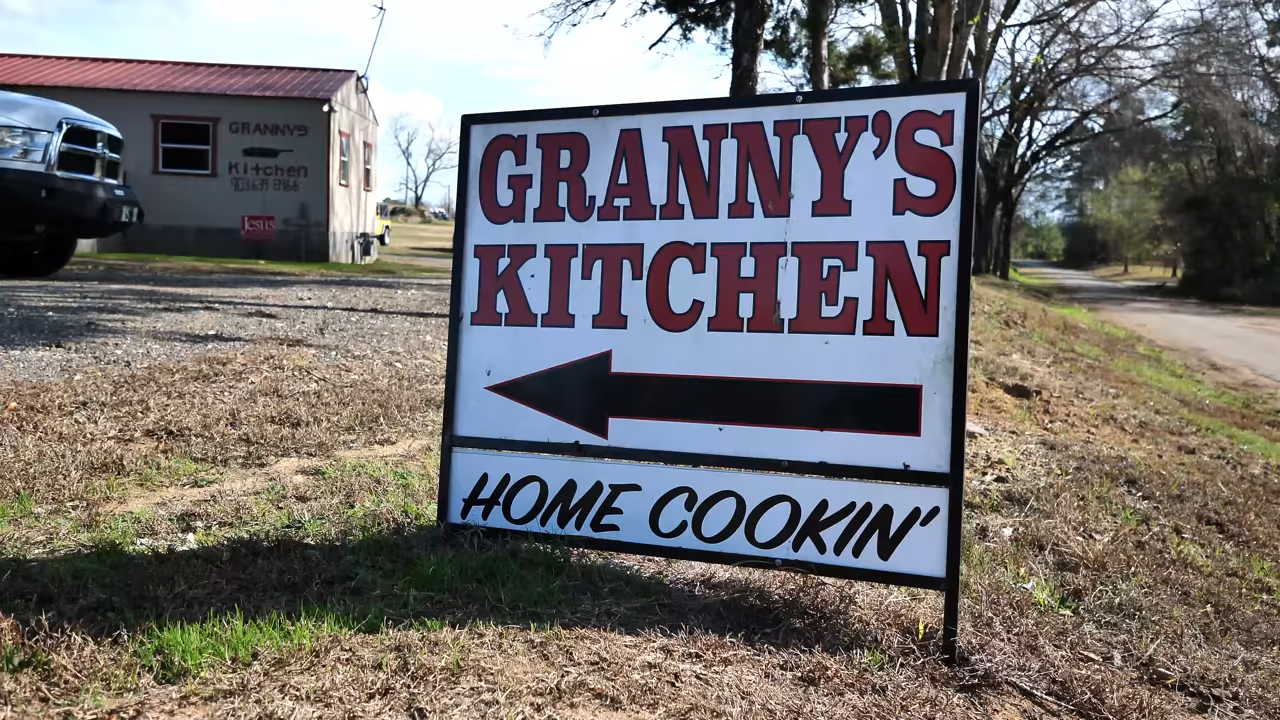 GRANNY'S
KITCHEN
HOME COOKIN'
GRANNY'S
Kitchen
Jesus